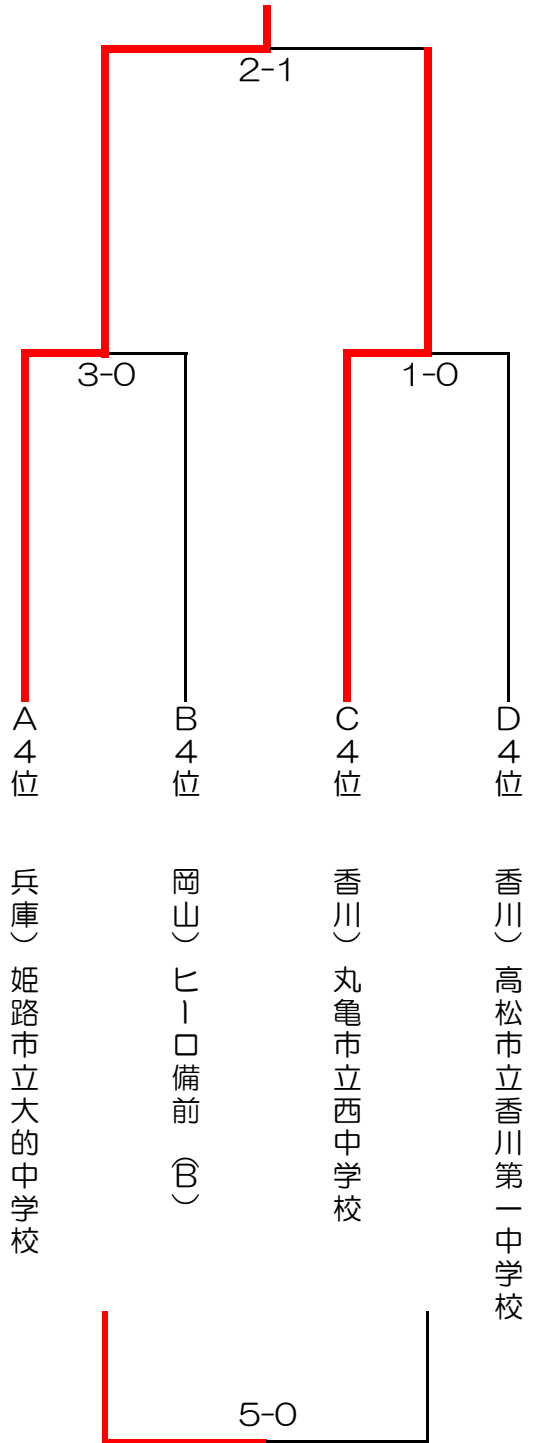 2-1
3-0
1-0
A4位 兵庫）姫路市立大的中学校
B4位 岡山）ヒーロ備前 （B）
C4位 香川）丸亀市立西中学校
D4位 香川）高松市立香川第一中学校
5-0